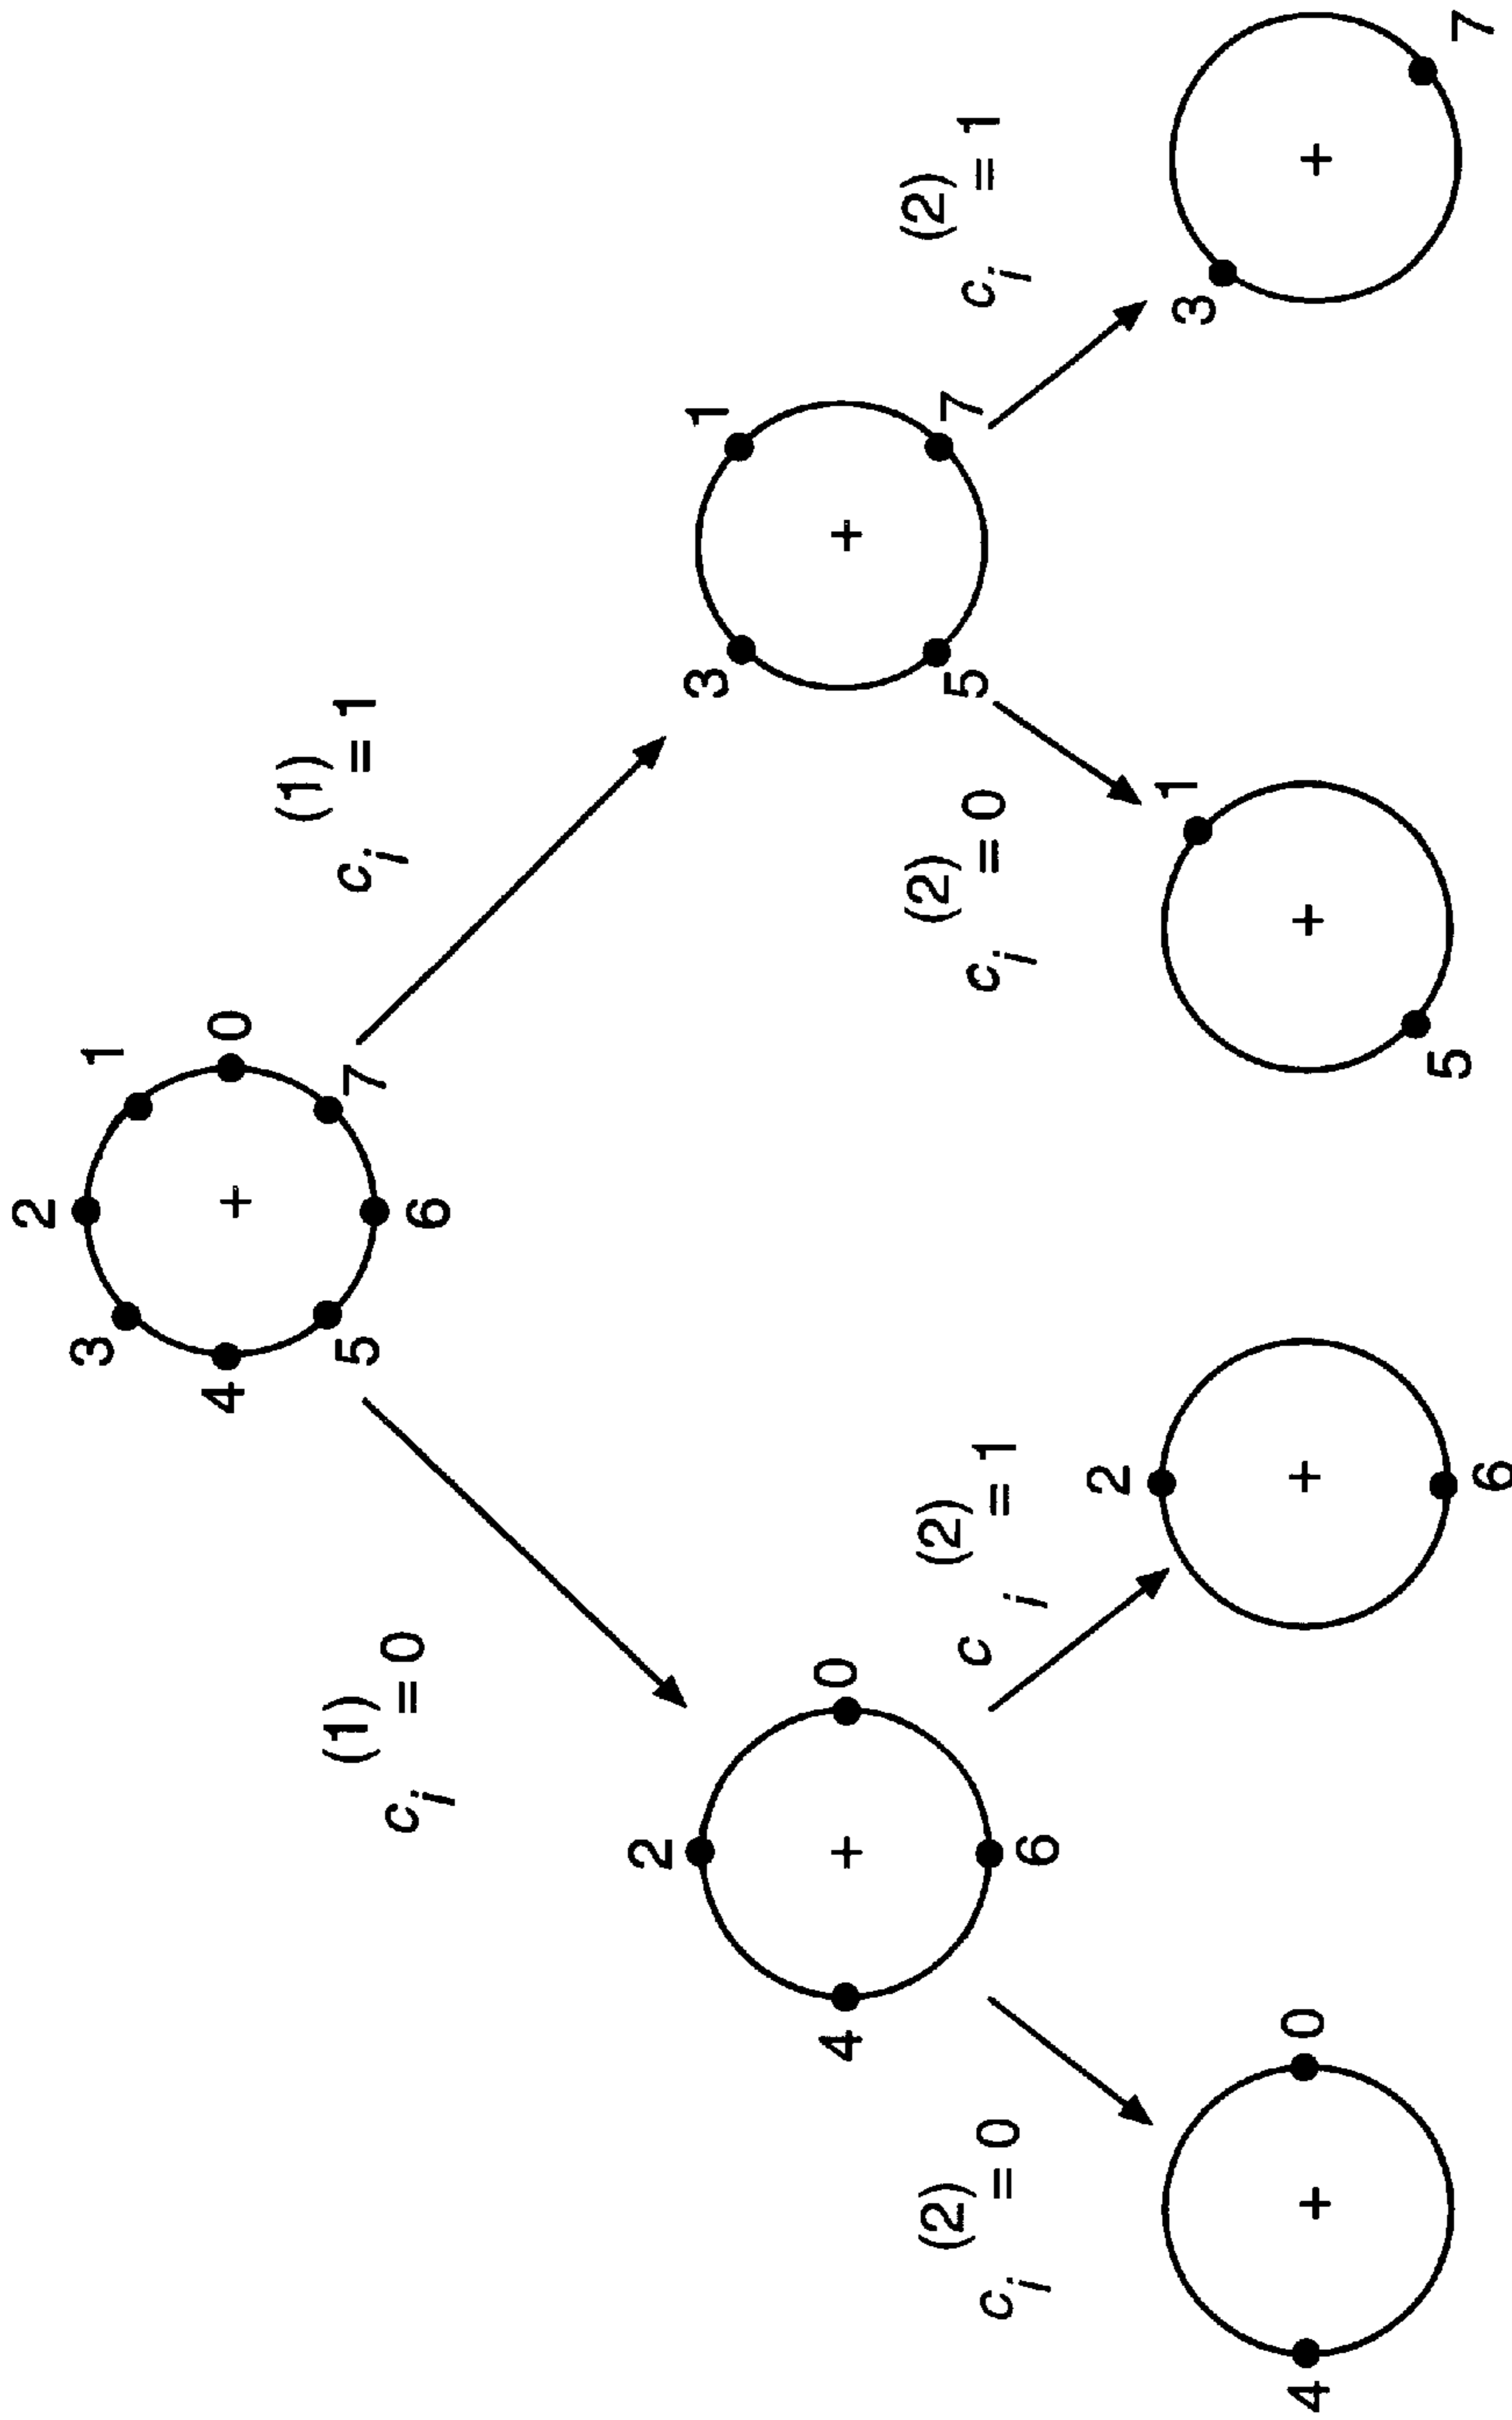 2
3 1
4 0
5 7
6
c_i^(1) = 0
c_i^(1) = 1
2
4 0
6
3 1
5 7
c_i^(2) = 0
c_i^(2) = 1
c_i^(2) = 0
c_i^(2) = 1
4 0
2
6
1
5
3
7